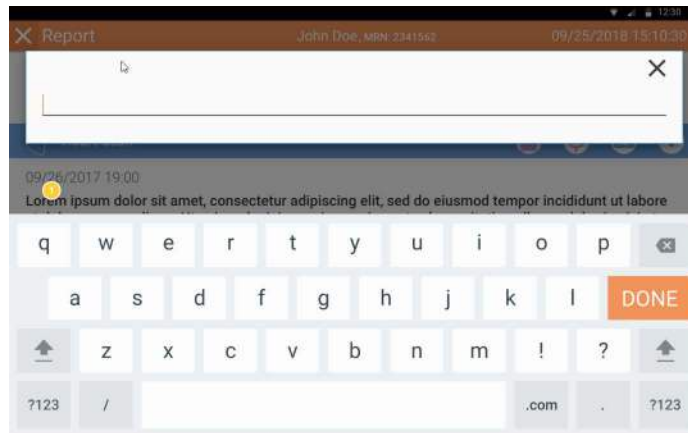 12:30
Report John Doe, MRN: 2341562 09/25/2018 15:10:30
09/26/2017 19:00
Lorem ipsum dolor sit amet, consectetur adipiscing elit, sed do eiusmod tempor incididunt ut labore
q w e r t y u i o p
a s d f g h j k l DONE
z x c v b n m ! ?
?123 / .com . ?123